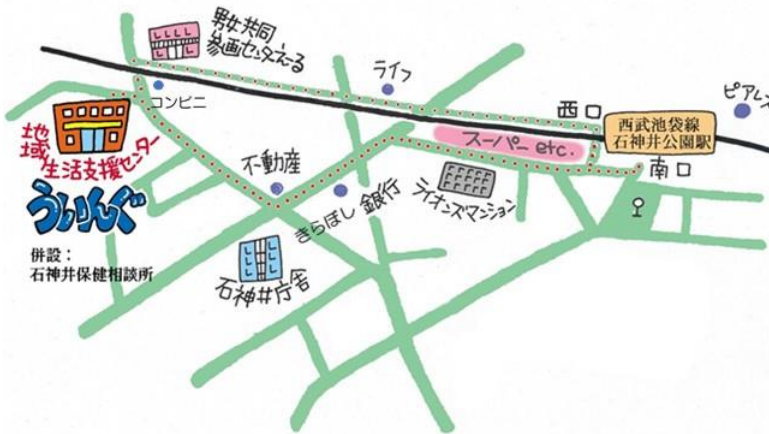 男女共同
参画センターえーる
ライフ
コンビニ
西口
ピアレス
西武池袋線
石神井公園駅
スーパー etc.
南口
地域
生活支援センター
ういんぐ
不動産
きらぼし 銀行
ライオンズマンション
併設：
石神井保健相談所
石神井庁舎